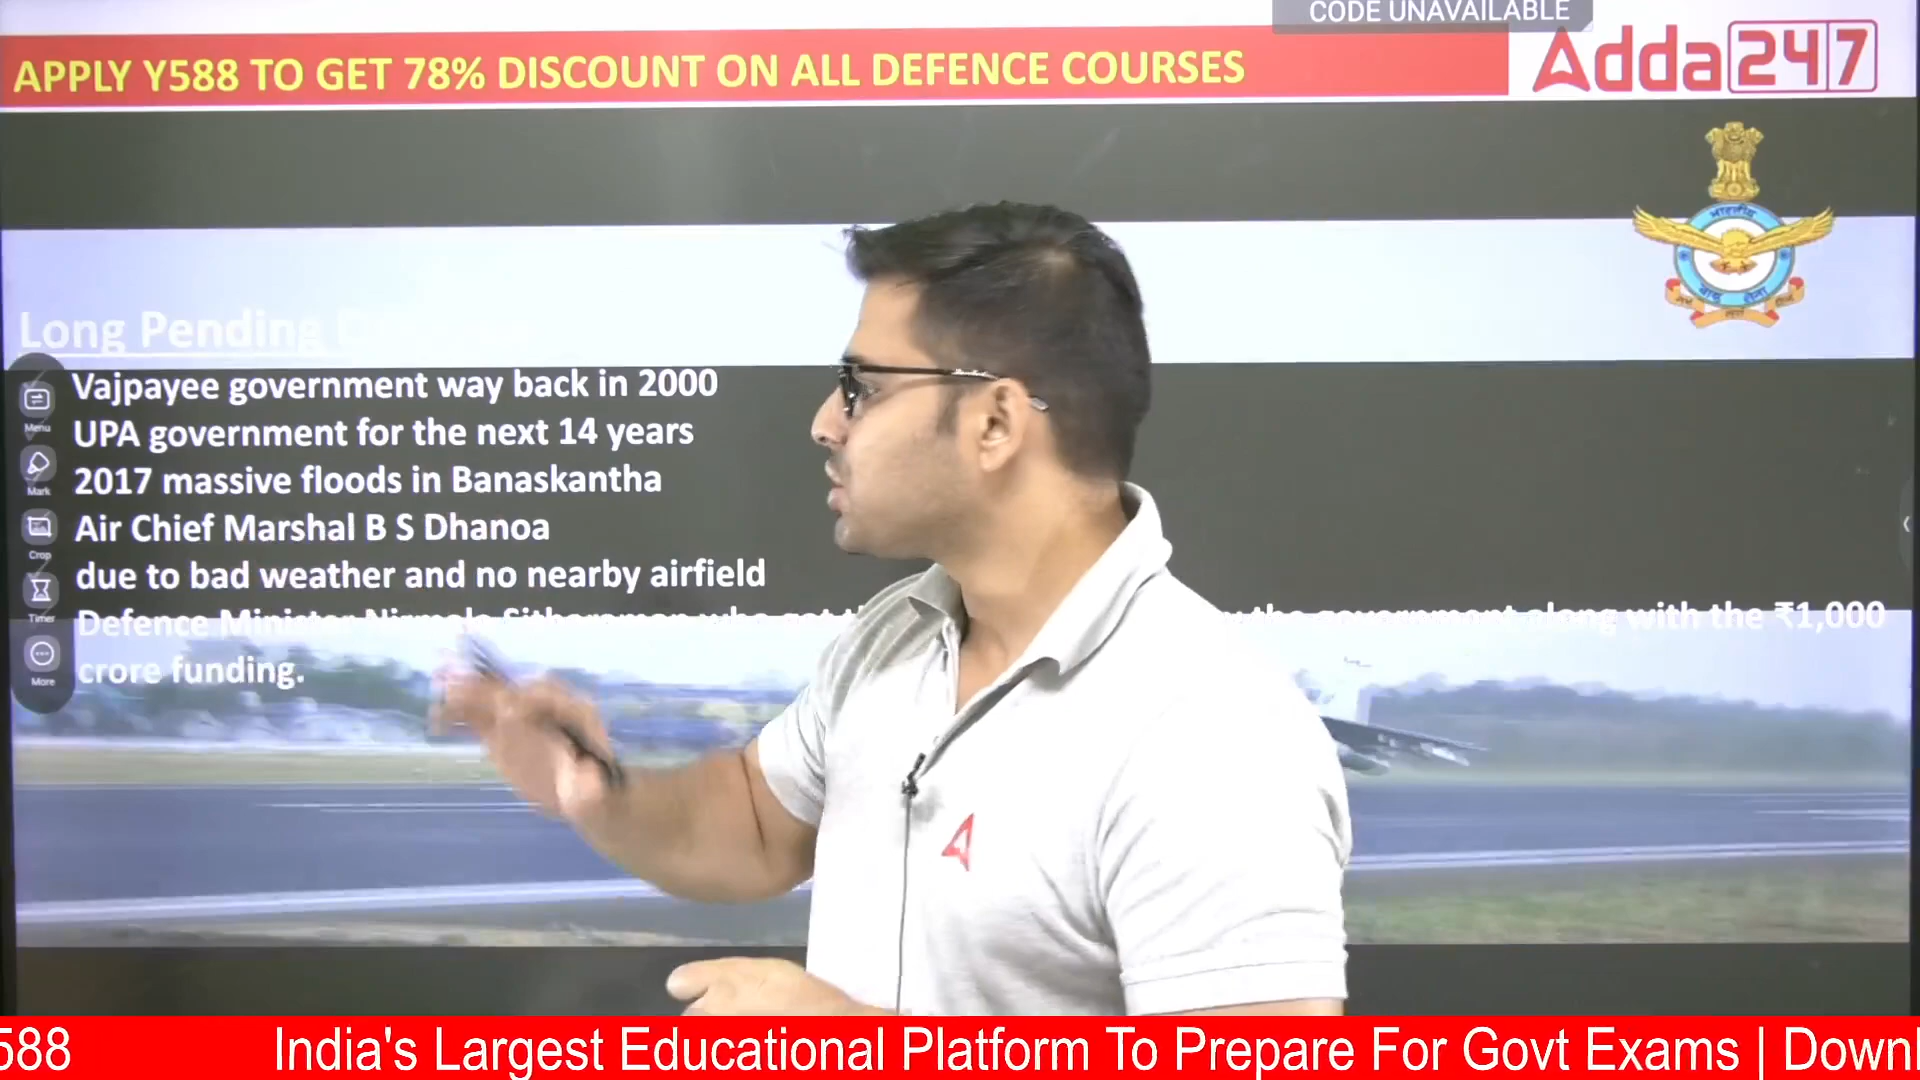 CODE UNAVAILABLE
APPLY Y588 TO GET 78% DISCOUNT ON ALL DEFENCE COURSES
Adda247
Long Pending
Vajpayee government way back in 2000
UPA government for the next 14 years
2017 massive floods in Banaskantha
Air Chief Marshal B S Dhanoa
due to bad weather and no nearby airfield
Defence Minister Nirmala Sitharaman who got the government along with the ₹1,000
crore funding.
Menu
Mark
Crop
Timer
More
588 India's Largest Educational Platform To Prepare For Govt Exams | Downl